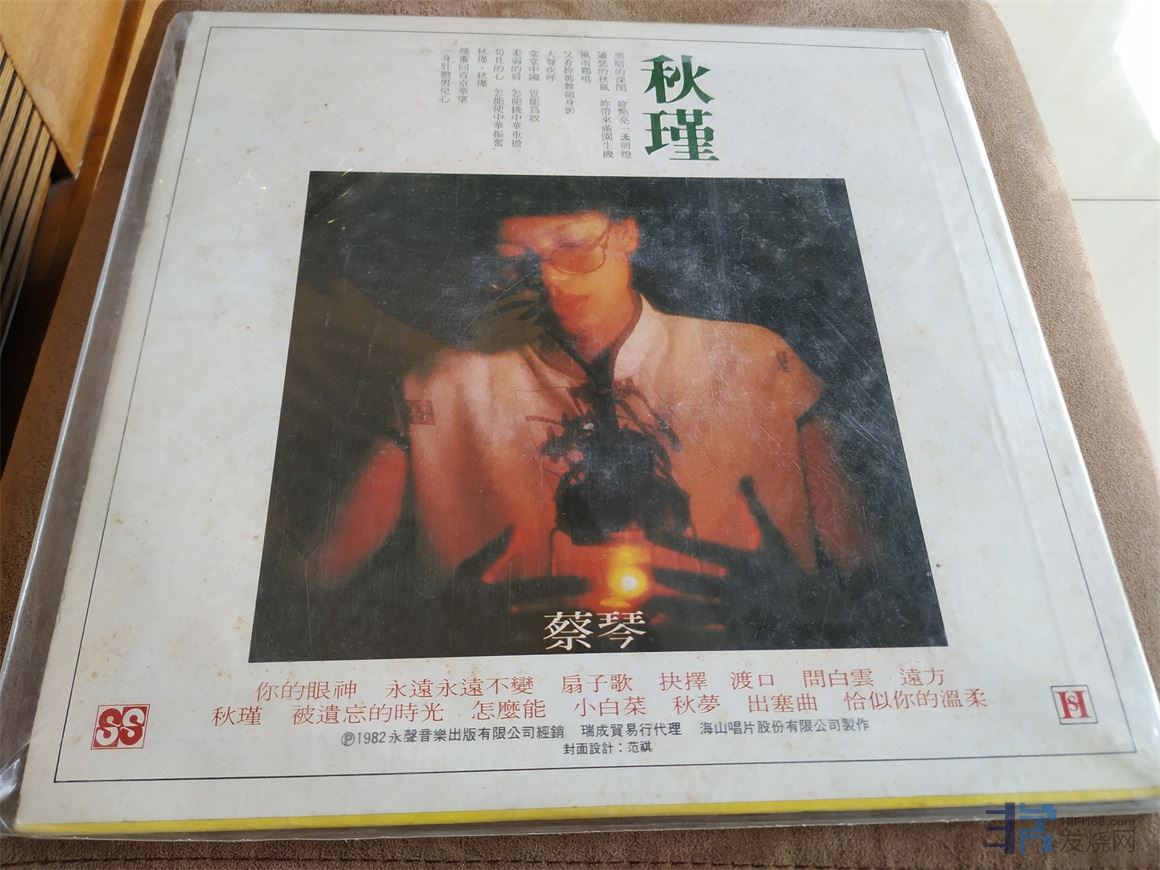 秋瑾
黑暗的深閨　妳點亮一盞明燈
蕭瑟的秋風　妳帶來滿園生機
風雨鷄鳴
又看妳那舞劍身影
大聲疾呼
堂堂中國　豈能爲奴
柔弱的肩　怎能挑中華重擔
苟且的心　怎能使中華振奮
秋瑾，秋瑾
幾番回首京華望
一身肝膽男兒心
蔡琴
你的眼神　永遠永遠不變　扇子歌　抉擇　渡口　問白雲　遠方
秋瑾　被遺忘的時光　怎麼能　小白菜　秋夢　出塞曲　恰似你的溫柔
Ⓟ1982永聲音樂出版有限公司經銷　瑞成貿易行代理　海山唱片股份有限公司製作
封面設計：范祺
SS
HS
发烧网